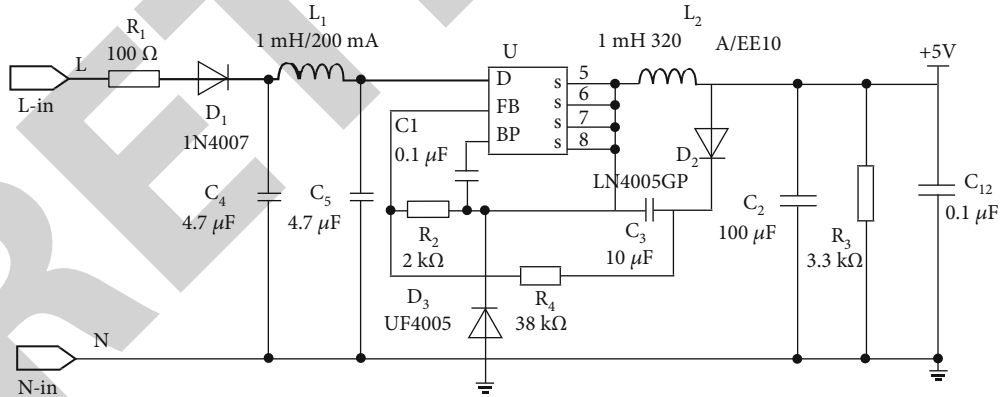 L-in
L
R1
100 Ω
D1
1N4007
L1
1 mH/200 mA
C4
4.7 μF
C5
4.7 μF
U
D
FB
BP
s 5
s 6
s 7
s 8
C1
0.1 μF
R2
2 kΩ
D3
UF4005
R4
38 kΩ
C3
10 μF
L2
1 mH 320
A/EE10
D2
LN4005GP
C2
100 μF
R3
3.3 kΩ
+5V
C12
0.1 μF
N
N-in